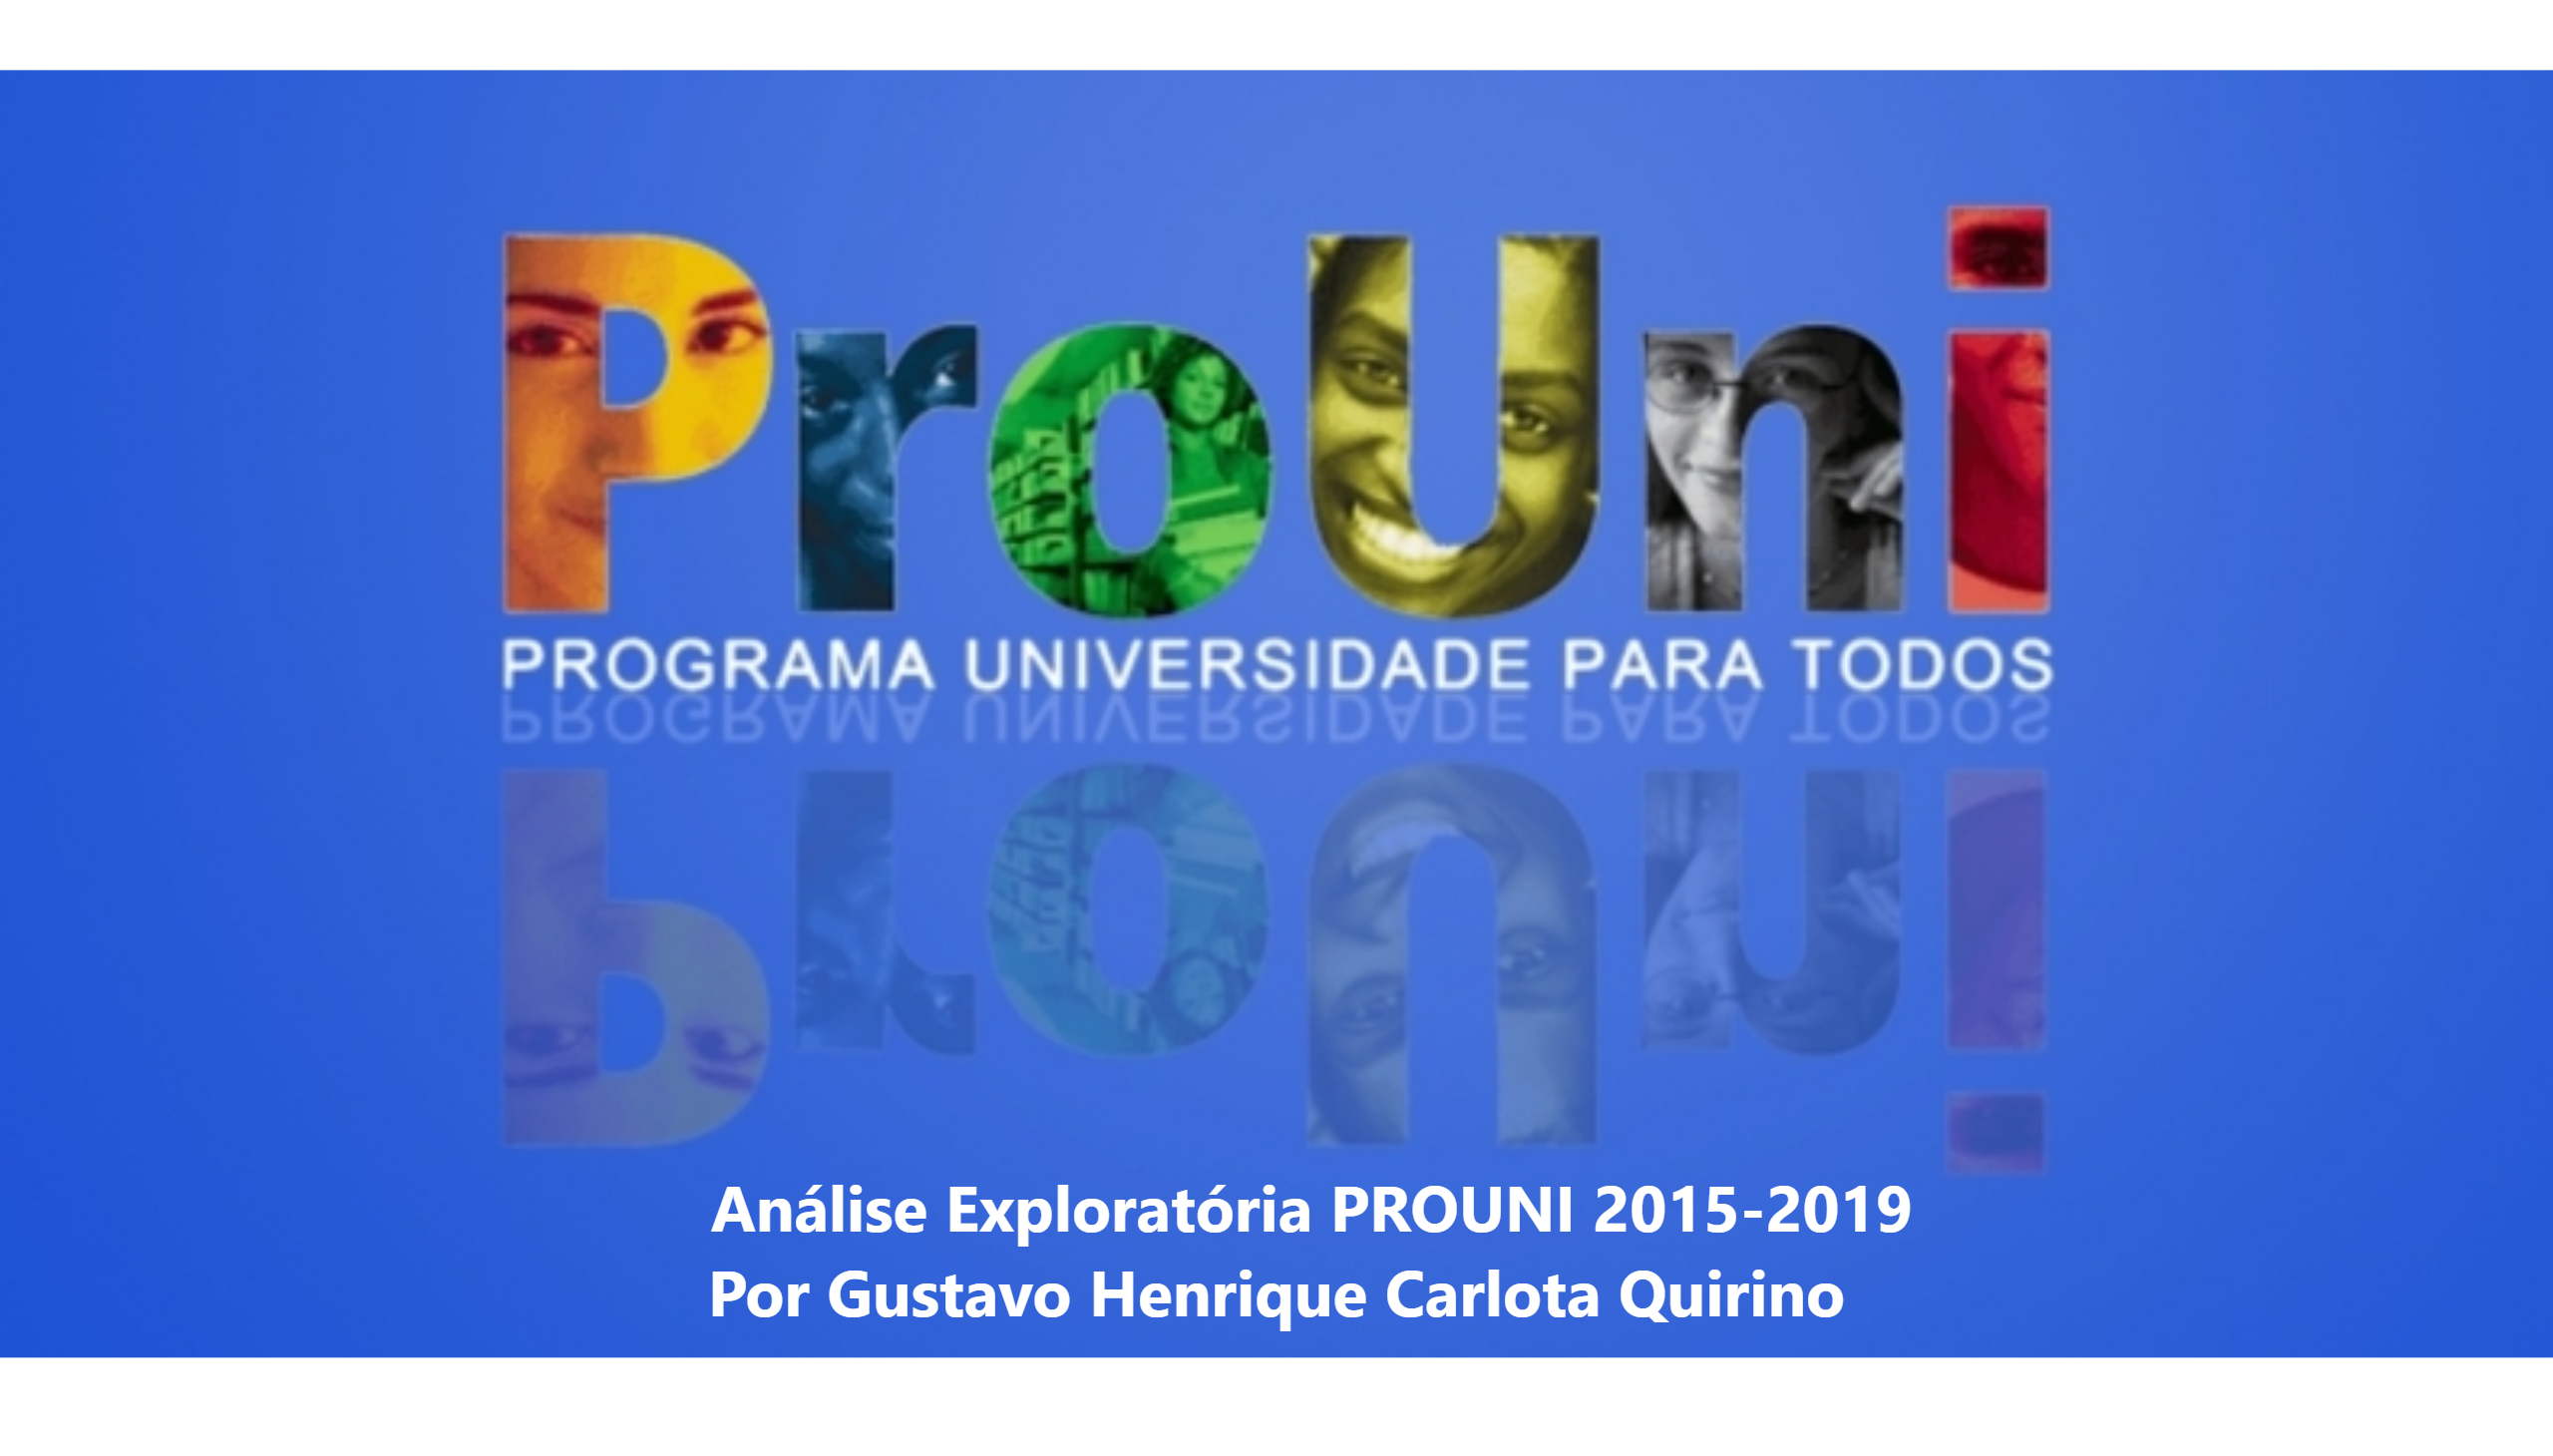 ProUni
PROGRAMA UNIVERSIDADE PARA TODOS
Análise Exploratória PROUNI 2015-2019
Por Gustavo Henrique Carlota Quirino